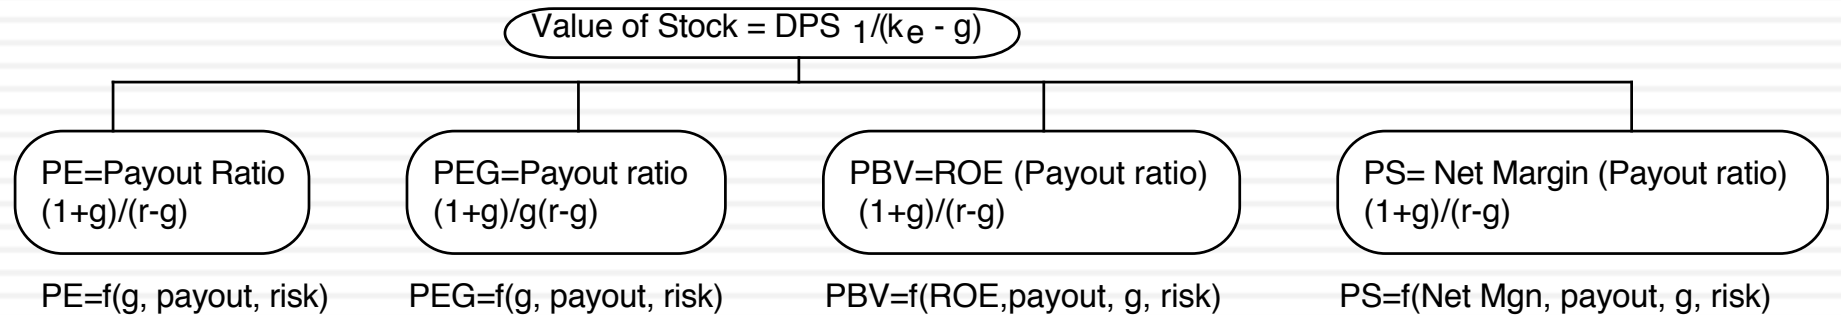 Value of Stock = DPS 1/(ke - g)
PE=Payout Ratio
(1+g)/(r-g)
PEG=Payout ratio
(1+g)/g(r-g)
PBV=ROE (Payout ratio)
(1+g)/(r-g)
PS= Net Margin (Payout ratio)
(1+g)/(r-g)
PE=f(g, payout, risk)
PEG=f(g, payout, risk)
PBV=f(ROE,payout, g, risk)
PS=f(Net Mgn, payout, g, risk)